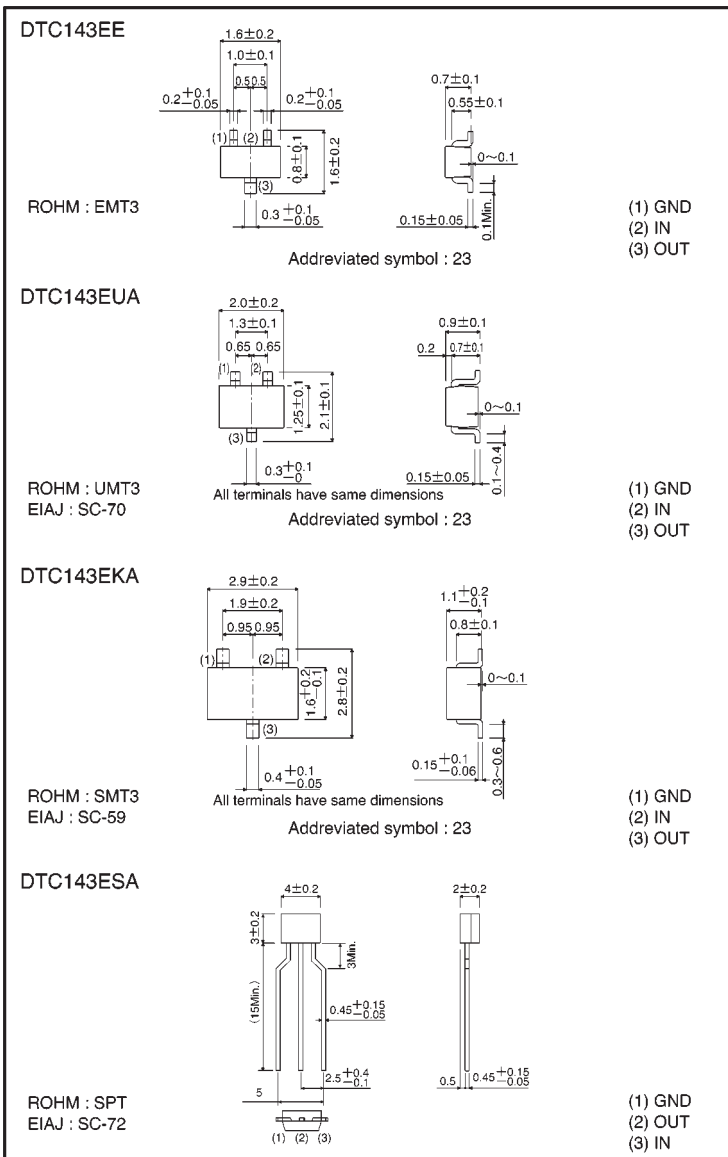 DTC143EE
1.6±0.2
1.0±0.1
0.5 0.5
0.2 +0.1 −0.05
0.2 +0.1 −0.05
(1) (2)
0.8±0.1
1.6±0.2
(3)
0.3 +0.1 −0.05
0.7±0.1
0.55±0.1
0~0.1
0.15±0.05
0.1Min.
ROHM : EMT3
Addreviated symbol : 23
(1) GND
(2) IN
(3) OUT
DTC143EUA
2.0±0.2
1.3±0.1
0.65 0.65
(1) (2)
1.25±0.1
2.1±0.1
(3)
0.3 +0.1 −0
0.9±0.1
0.2 0.7±0.1
0~0.1
0.15±0.05
0.1~0.4
ROHM : UMT3
EIAJ : SC-70
All terminals have same dimensions
Addreviated symbol : 23
(1) GND
(2) IN
(3) OUT
DTC143EKA
2.9±0.2
1.9±0.2
0.95 0.95
(1) (2)
1.6 +0.2 −0.1
2.8±0.2
(3)
0.4 +0.1 −0.05
1.1 +0.2 −0.1
0.8±0.1
0~0.1
0.15 +0.1 −0.06
0.3~0.6
ROHM : SMT3
EIAJ : SC-59
All terminals have same dimensions
Addreviated symbol : 23
(1) GND
(2) IN
(3) OUT
DTC143ESA
4±0.2
3±0.2
3Min.
(15Min.)
0.45 +0.15 −0.05
2.5 +0.4 −0.1
5
(1) (2) (3)
2±0.2
0.5 0.45 +0.15 −0.05
ROHM : SPT
EIAJ : SC-72
(1) GND
(2) OUT
(3) IN